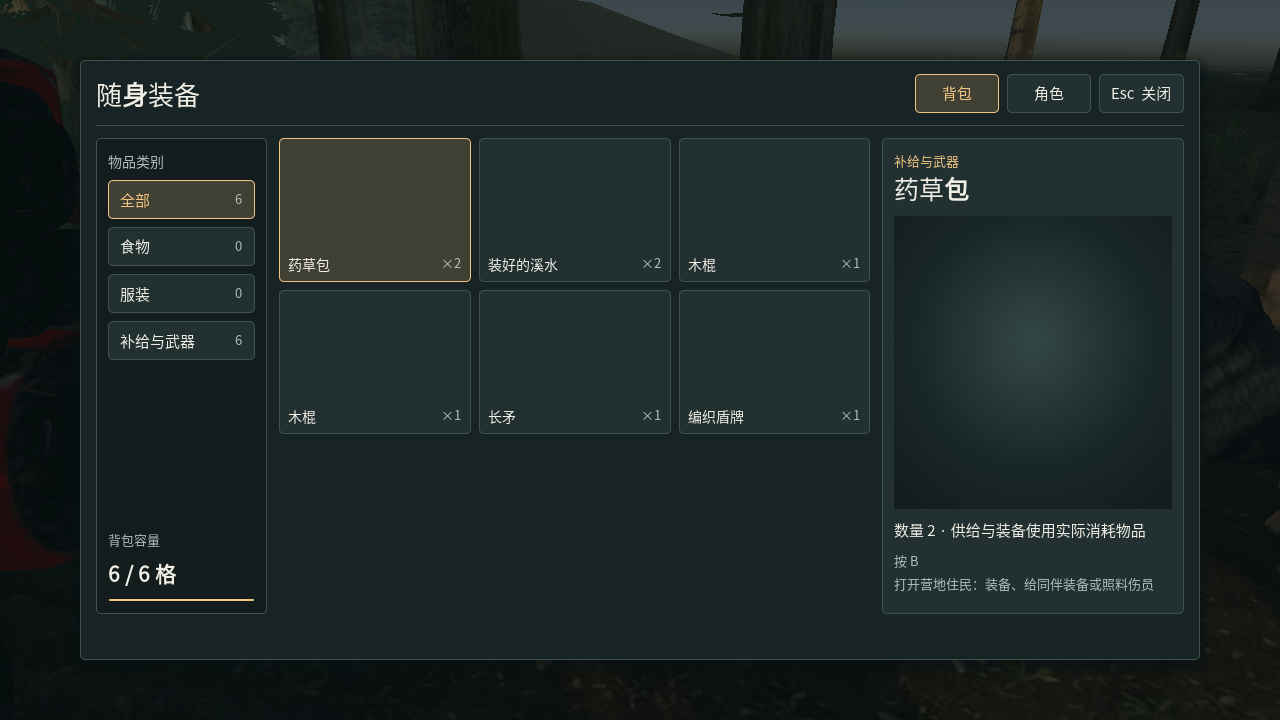 随身装备
背包
角色
Esc 关闭
物品类别
全部 6
食物 0
服装 0
补给与武器 6
背包容量
6 / 6 格
药草包 ×2
装好的溪水 ×2
木棍 ×1
木棍 ×1
长矛 ×1
编织盾牌 ×1
补给与武器
药草包
数量 2 · 供给与装备使用实际消耗物品
按 B
打开营地住民：装备、给同伴装备或照料伤员